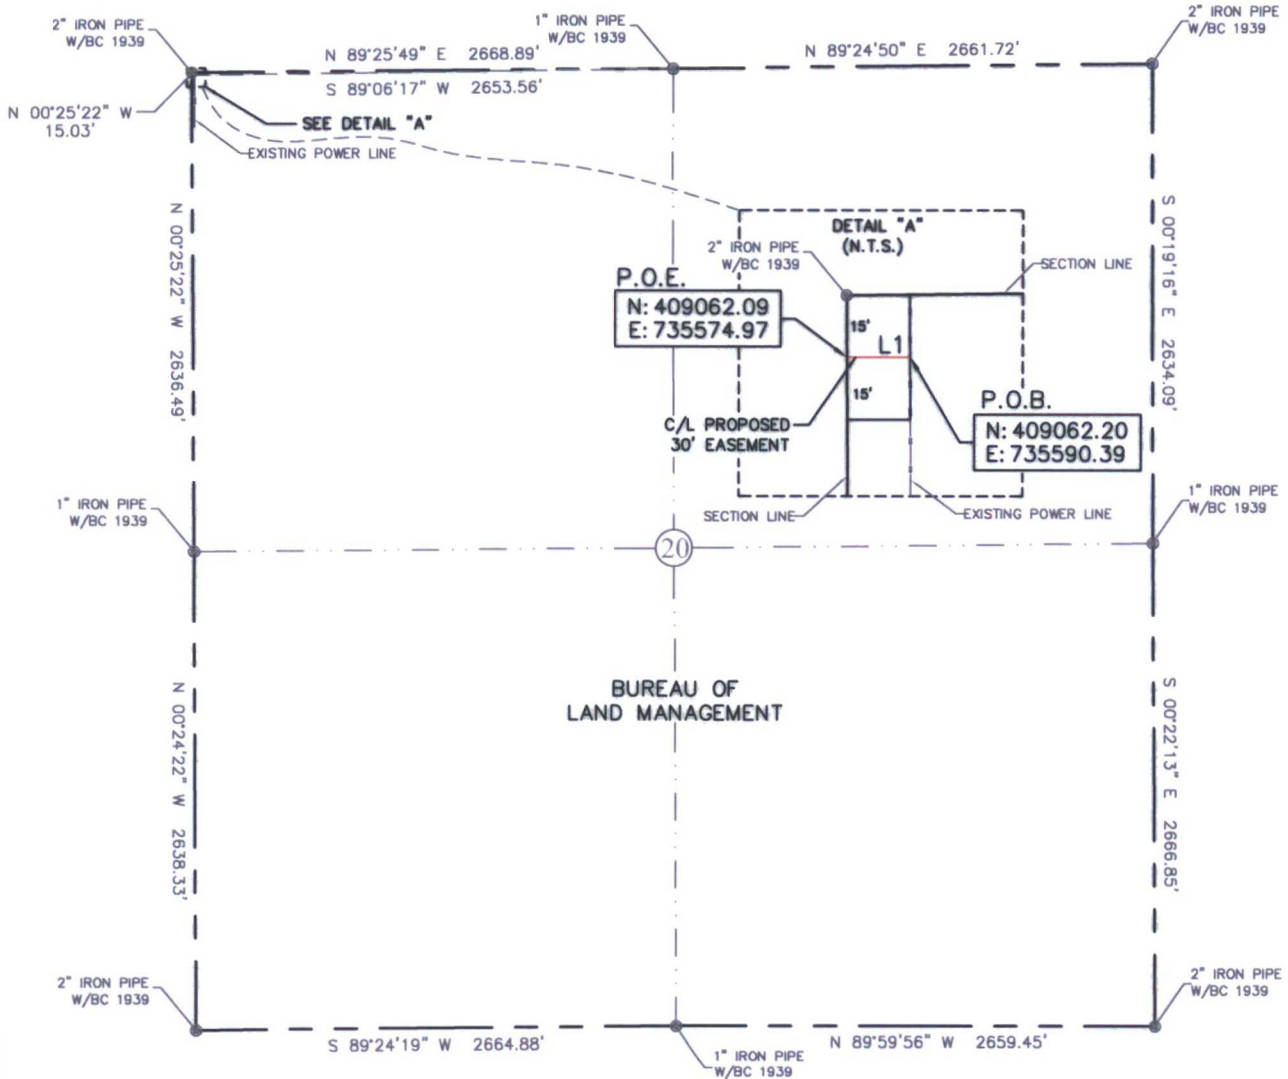 2" IRON PIPE
W/BC 1939
1" IRON PIPE
W/BC 1939
2" IRON PIPE
W/BC 1939
N 89°25'49" E 2668.89'
N 89°24'50" E 2661.72'
S 89°06'17" W 2653.56'
N 00°25'22" W
15.03'
SEE DETAIL "A"
EXISTING POWER LINE
N 00°25'22" W 2636.49'
S 00°19'16" E 2634.09'
DETAIL "A"
(N.T.S.)
2" IRON PIPE
W/BC 1939
SECTION LINE
P.O.E.
N: 409062.09
E: 735574.97
15'
L1
15'
P.O.B.
N: 409062.20
E: 735590.39
C/L PROPOSED
30' EASEMENT
SECTION LINE
EXISTING POWER LINE
1" IRON PIPE
W/BC 1939
1" IRON PIPE
W/BC 1939
20
BUREAU OF
LAND MANAGEMENT
N 00°24'22" W 2638.33'
S 00°22'13" E 2666.85'
2" IRON PIPE
W/BC 1939
2" IRON PIPE
W/BC 1939
S 89°24'19" W 2664.88'
N 89°59'56" W 2659.45'
1" IRON PIPE
W/BC 1939